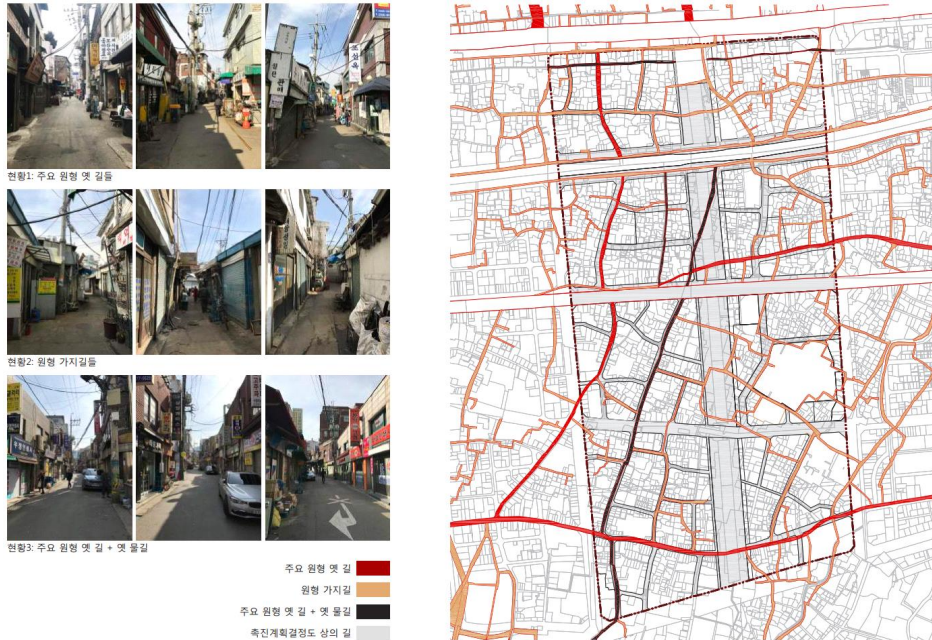 현황1: 주요 원형 옛 길들
현황2: 원형 가지길들
현황3: 주요 원형 옛 길 + 옛 물길
주요 원형 옛 길
원형 가지길
주요 원형 옛 길 + 옛 물길
촉진계획결정도 상의 길